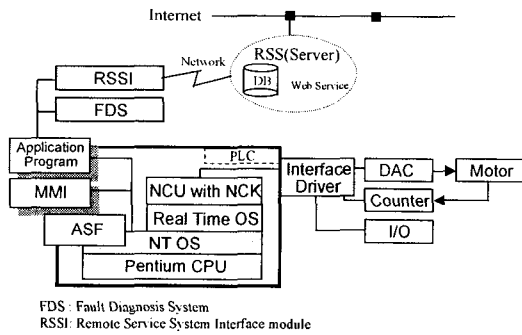 Internet
RSS(Server)
DB
Web Service
Network
RSSI
FDS
Application
Program
MMI
ASF
PLC
NCU with NCK
Real Time OS
NT OS
Pentium CPU
Interface
Driver
DAC
Motor
Counter
I/O
FDS : Fault Diagnosis System
RSSI: Remote Service System Interface module